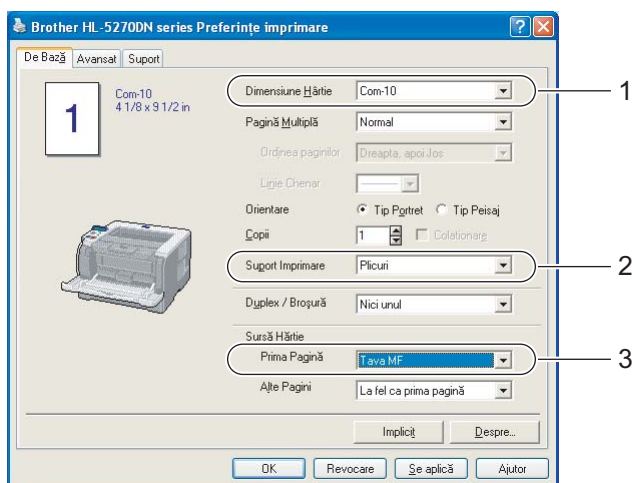 Brother HL-5270DN series Preferințe imprimare
De Bază Avansat Suport
1
Com-10
4 1/8 x 9 1/2 in
Dimensiune Hârtie Com-10 1
Pagină Multiplă Normal
Ordinea paginilor Dreapta, apoi Jos
Linie Chenar
Orientare Tip Portret Tip Peisaj
Copii 1 Colationare
Suport Imprimare Plicuri 2
Duplex / Broşură Nici unul
Sursă Hârtie
Prima Pagină Tava MF 3
Alte Pagini La fel ca prima pagină
Implicit Despre...
OK Revocare Se aplică Ajutor